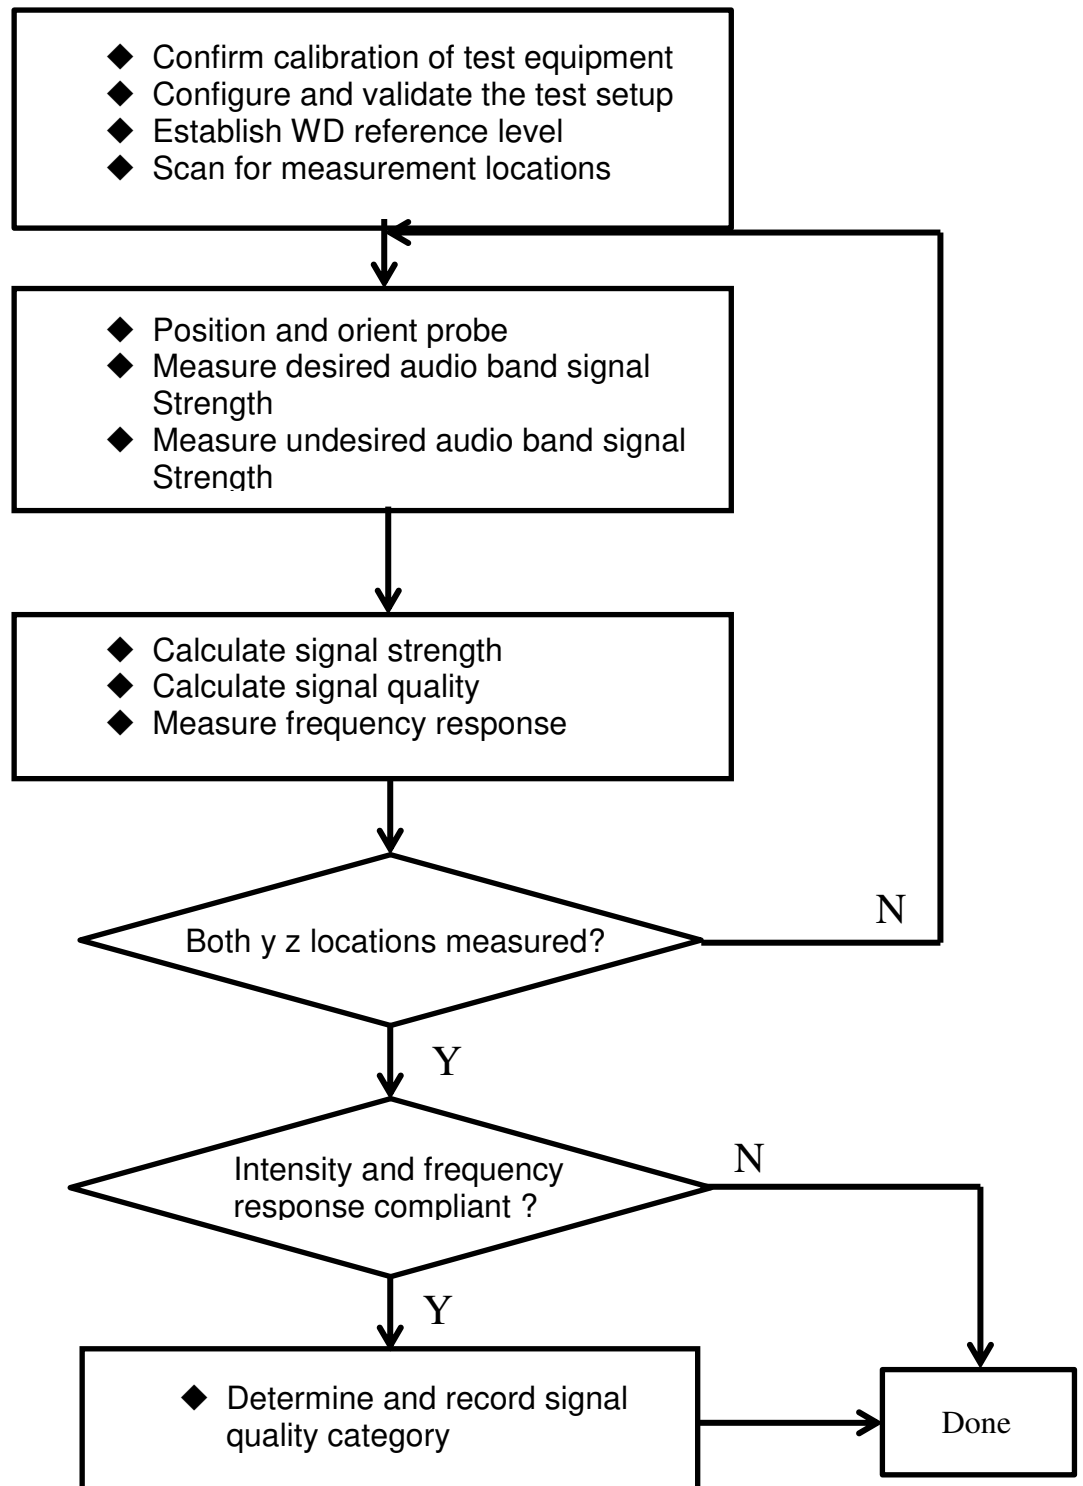 ◆ Confirm calibration of test equipment
◆ Configure and validate the test setup
◆ Establish WD reference level
◆ Scan for measurement locations
◆ Position and orient probe
◆ Measure desired audio band signal
Strength
◆ Measure undesired audio band signal
Strength
◆ Calculate signal strength
◆ Calculate signal quality
◆ Measure frequency response
Both y z locations measured?
N
Y
Intensity and frequency
response compliant ?
N
Y
◆ Determine and record signal
quality category
Done